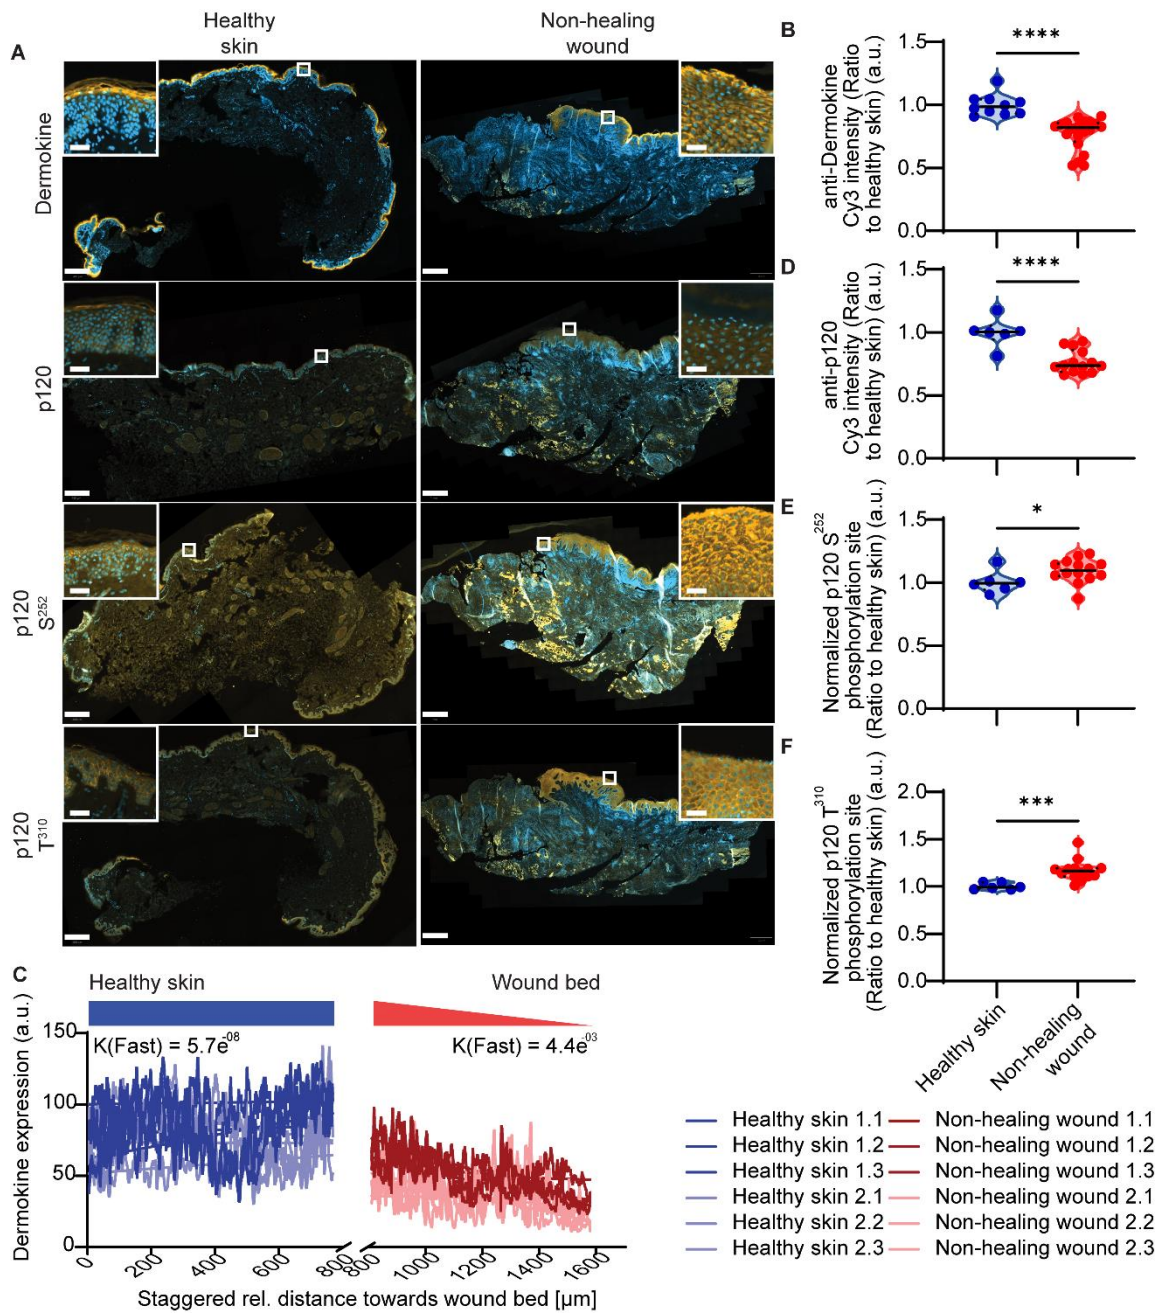 Healthy
skin
Non-healing
wound
A
Dermokine
p120
p120
S²⁵²
p120
T³¹⁰
B
anti-Dermokine
Cy3 intensity (Ratio
to healthy skin) (a.u.)
1.5
1.0
0.5
0.0
****
D
anti-p120
Cy3 intensity (Ratio
to healthy skin) (a.u.)
1.5
1.0
0.5
0.0
****
E
Normalized p120 S²⁵²
phosphorylation site
(Ratio to healthy skin) (a.u.)
1.5
1.0
0.5
0.0
*
F
Normalized p120 T³¹⁰
phosphorylation site
(Ratio to healthy skin) (a.u.)
2.0
1.5
1.0
0.5
0.0
***
Healthy skin
Non-healing
wound
C
Healthy skin
Wound bed
K(Fast) = 5.7e⁻⁰⁸
K(Fast) = 4.4e⁻⁰³
Dermokine expression (a.u.)
150
100
50
0
0 200 400 600 800 800 1000 1200 1400 1600
Staggered rel. distance towards wound bed [µm]
Healthy skin 1.1 Non-healing wound 1.1
Healthy skin 1.2 Non-healing wound 1.2
Healthy skin 1.3 Non-healing wound 1.3
Healthy skin 2.1 Non-healing wound 2.1
Healthy skin 2.2 Non-healing wound 2.2
Healthy skin 2.3 Non-healing wound 2.3